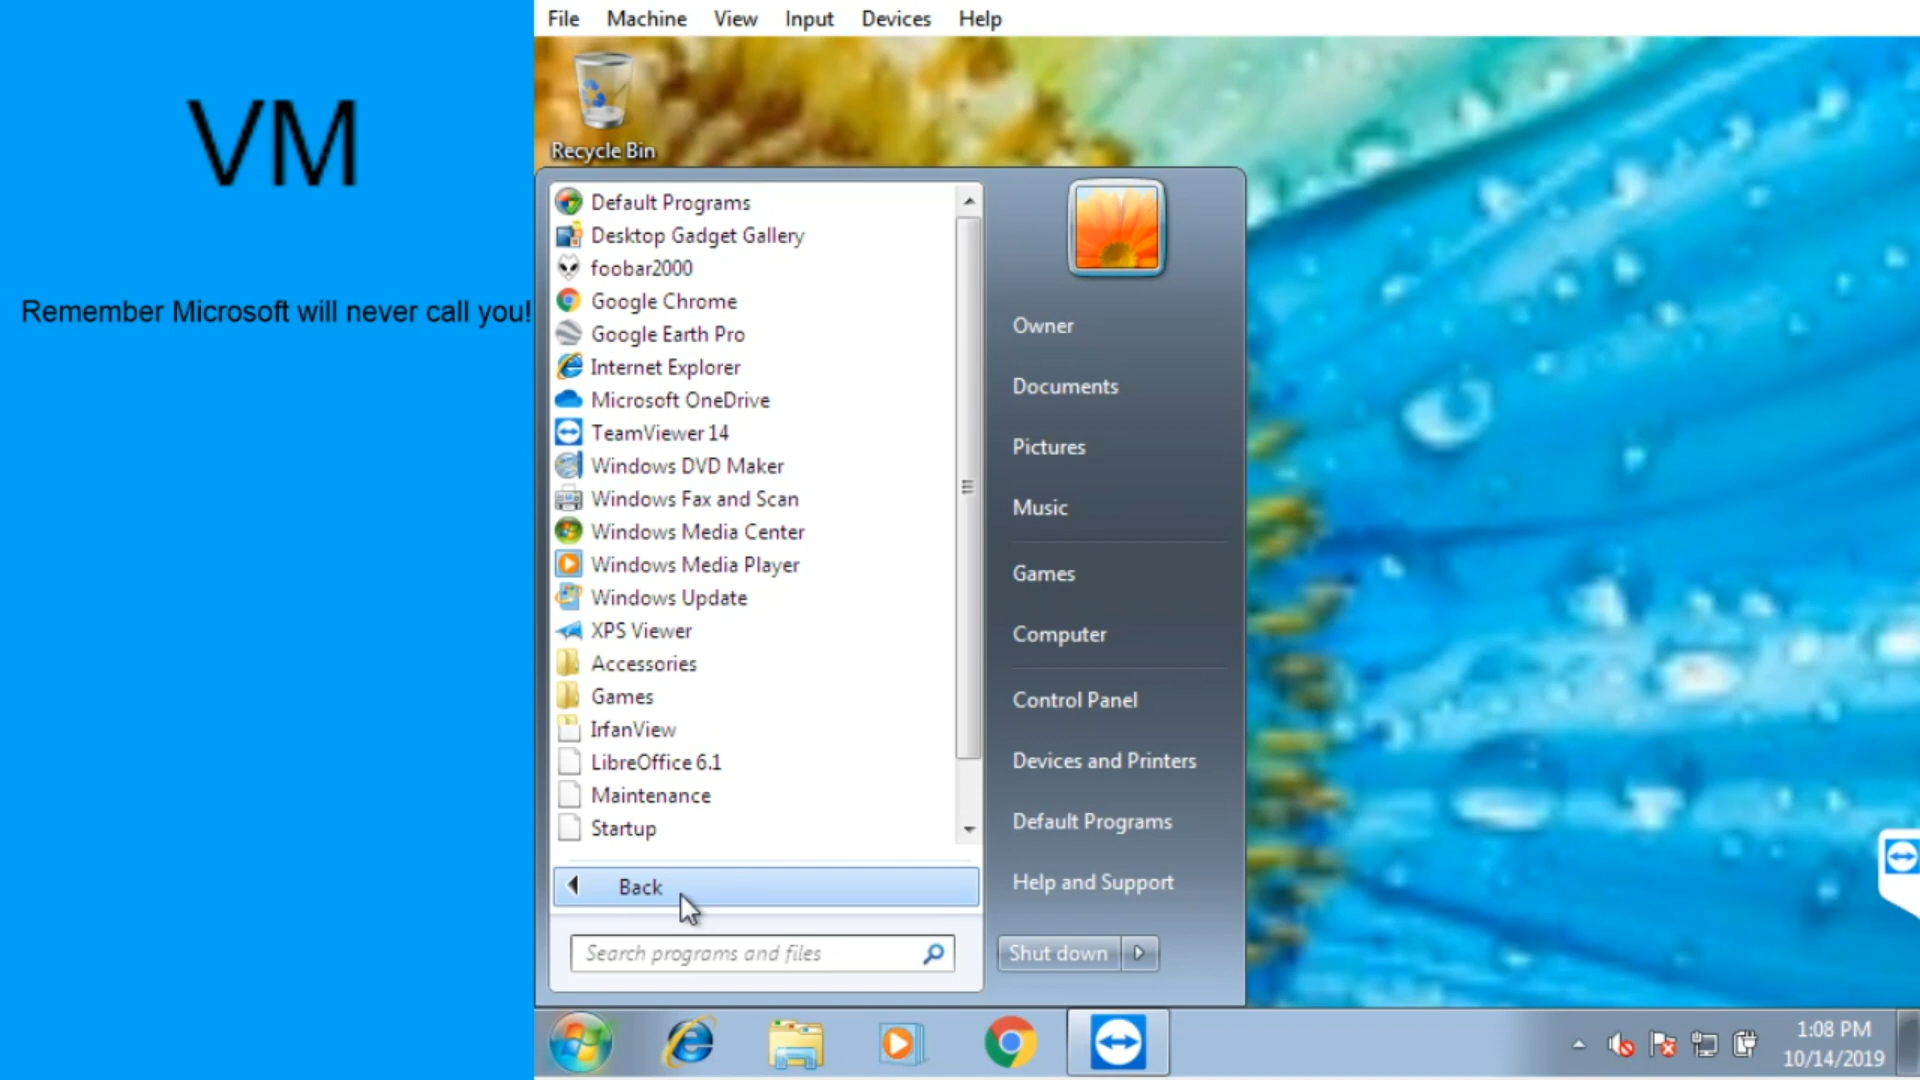 VM
Remember Microsoft will never call you!
File Machine View Input Devices Help
Recycle Bin
Default Programs
Desktop Gadget Gallery
foobar2000
Google Chrome
Google Earth Pro
Internet Explorer
Microsoft OneDrive
TeamViewer 14
Windows DVD Maker
Windows Fax and Scan
Windows Media Center
Windows Media Player
Windows Update
XPS Viewer
Accessories
Games
IrfanView
LibreOffice 6.1
Maintenance
Startup
Back
Search programs and files
Owner
Documents
Pictures
Music
Games
Computer
Control Panel
Devices and Printers
Default Programs
Help and Support
Shut down
1:08 PM
10/14/2019